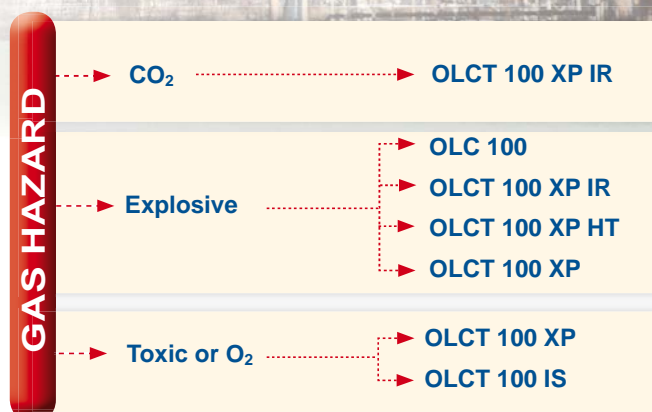 GAS HAZARD
CO₂
OLCT 100 XP IR
Explosive
OLC 100
OLCT 100 XP IR
OLCT 100 XP HT
OLCT 100 XP
Toxic or O₂
OLCT 100 XP
OLCT 100 IS